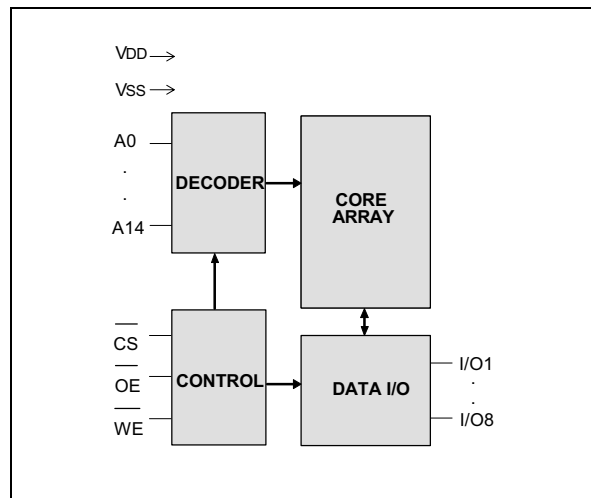 VDD
VSS
A0
.
.
A14
DECODER
CORE
ARRAY
CS
OE
WE
CONTROL
DATA I/O
I/O1
.
.
I/O8